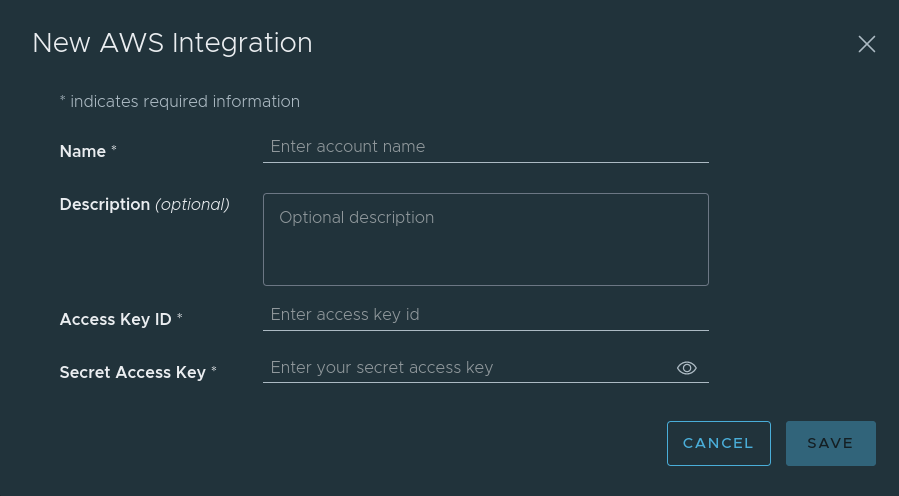 New AWS Integration
* indicates required information
Name * Enter account name
Description (optional) Optional description
Access Key ID * Enter access key id
Secret Access Key * Enter your secret access key
CANCEL SAVE